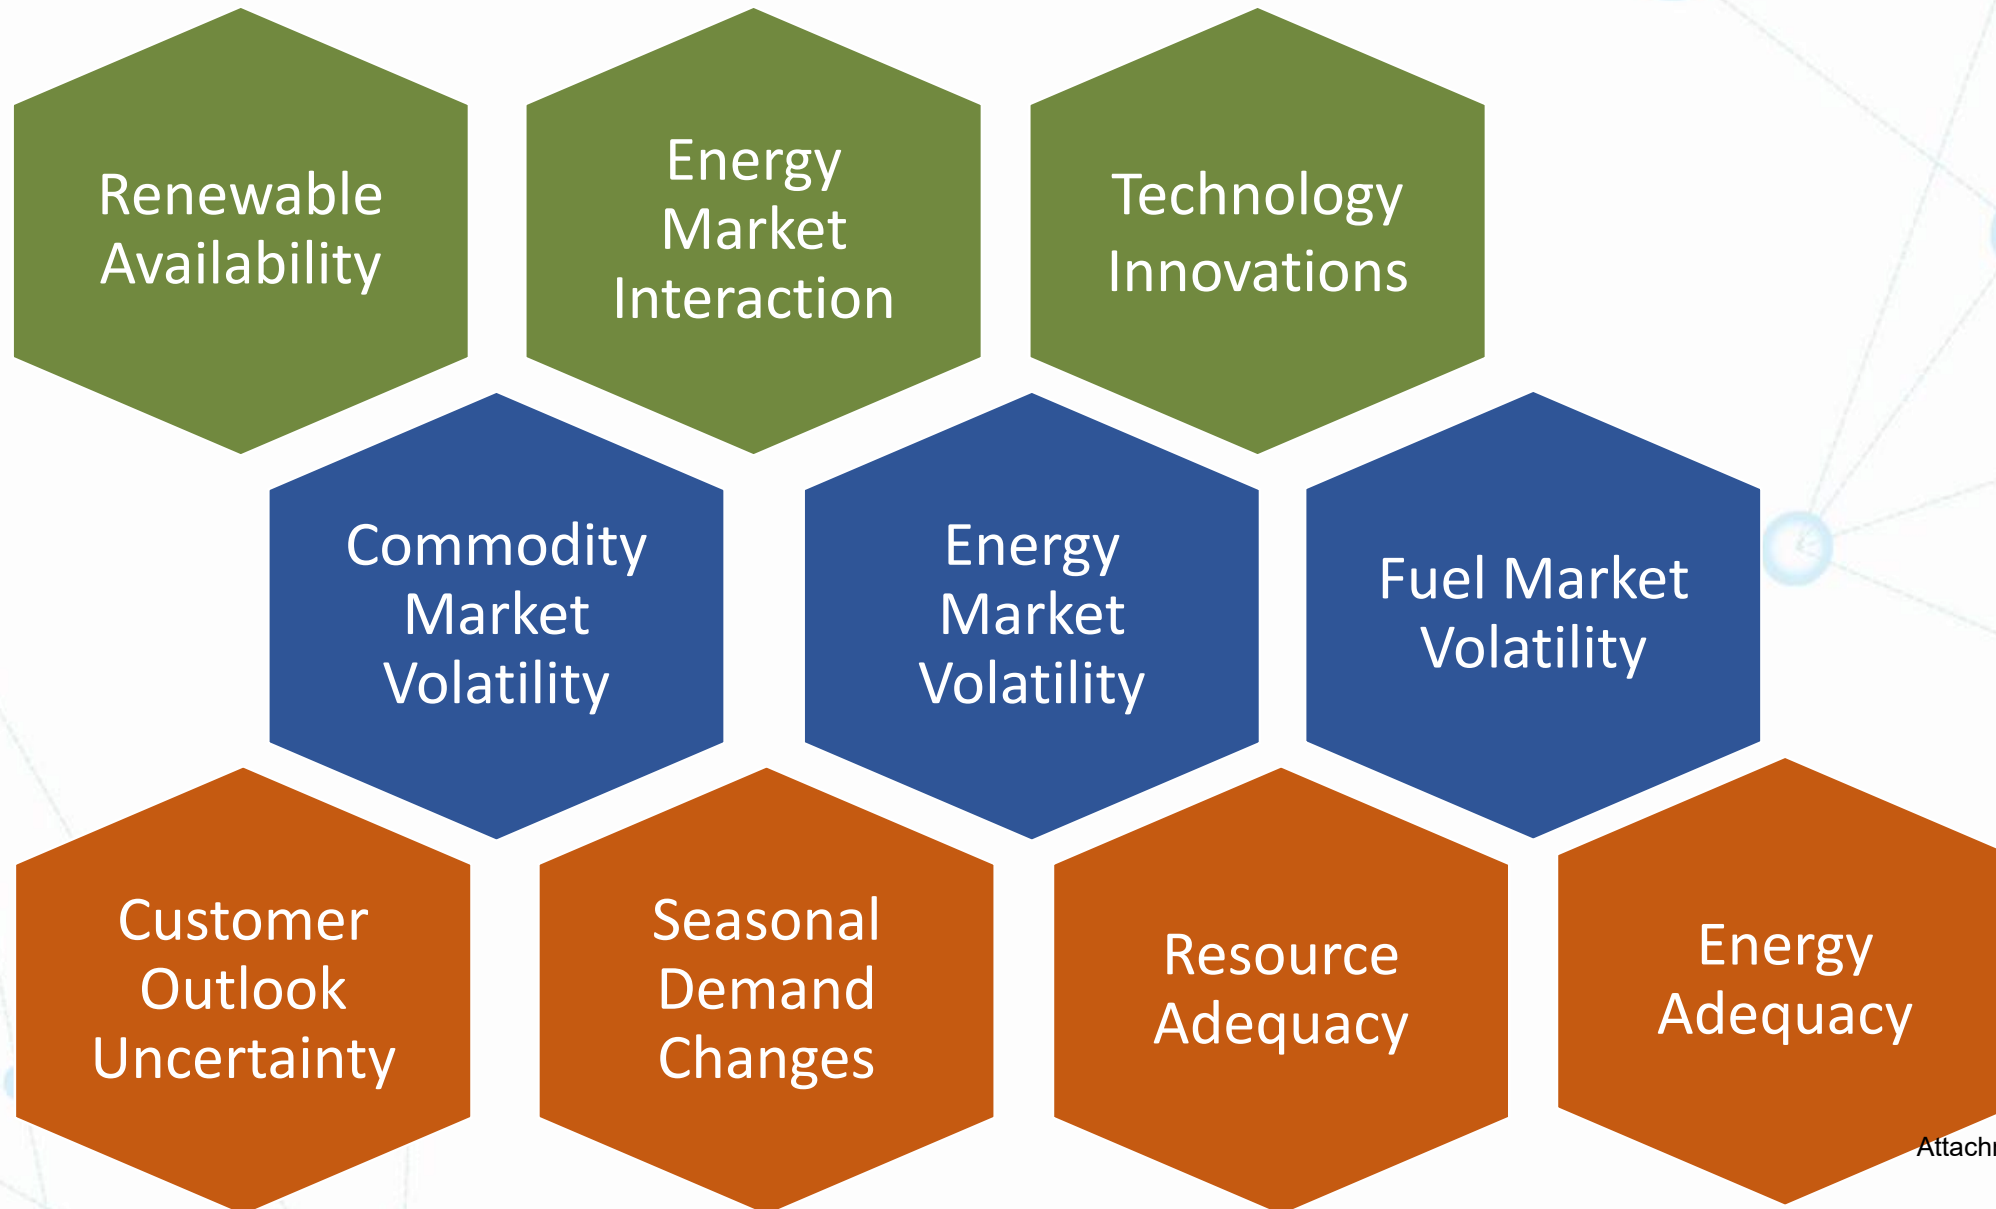 Renewable
Availability
Energy
Market
Interaction
Technology
Innovations
Commodity
Market
Volatility
Energy
Market
Volatility
Fuel Market
Volatility
Customer
Outlook
Uncertainty
Seasonal
Demand
Changes
Resource
Adequacy
Energy
Adequacy